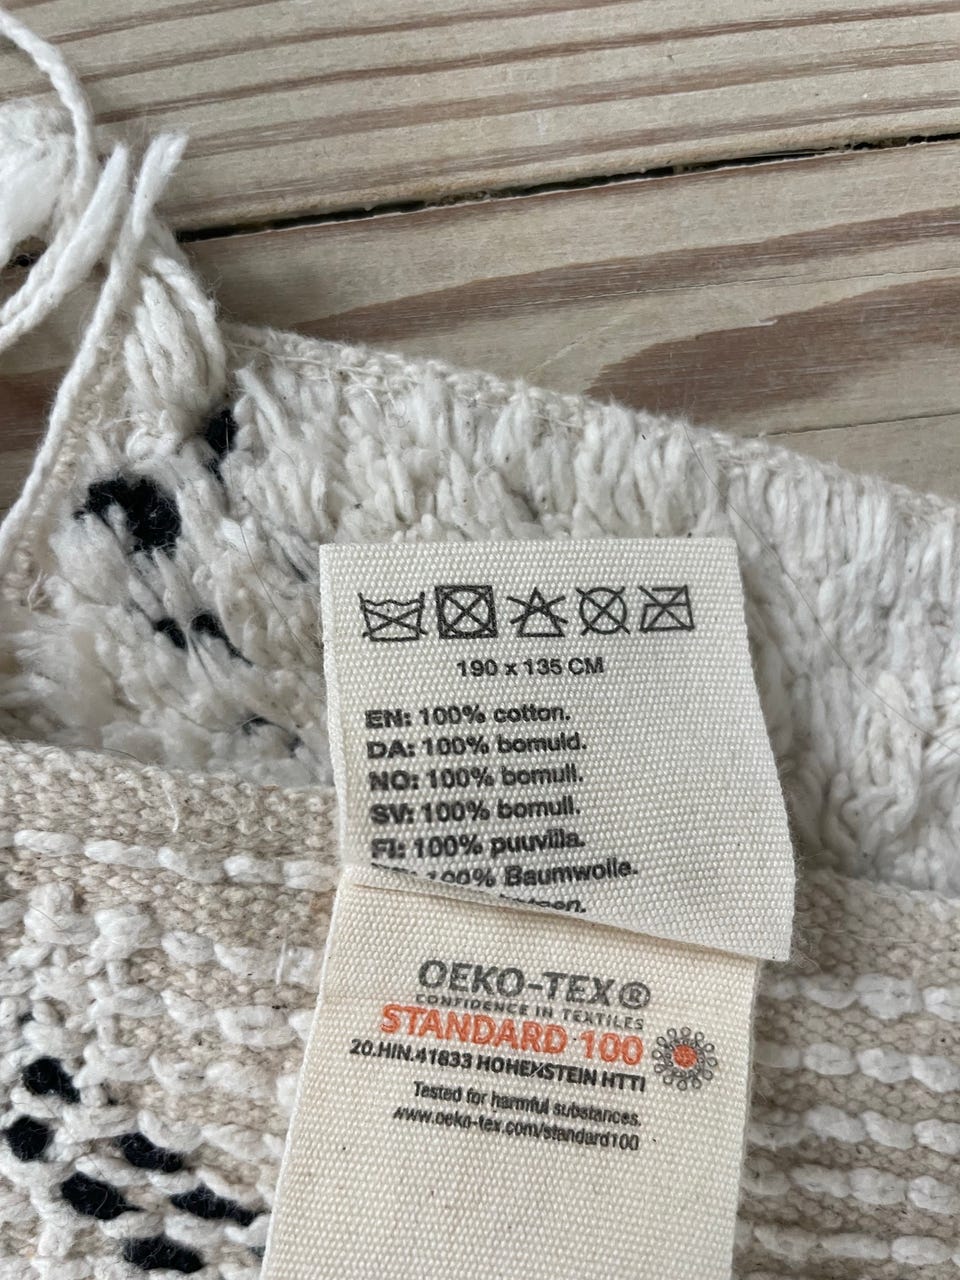 190 x 135 CM
EN: 100% cotton.
DA: 100% bomuld.
NO: 100% bomull.
SV: 100% bomull.
FI: 100% puuvilla.
100% Baumwolle.
OEKO-TEX®
CONFIDENCE IN TEXTILES
STANDARD 100
20.HIN.41833 HOHENSTEIN HTTI
Tested for harmful substances.
www.oeko-tex.com/standard100